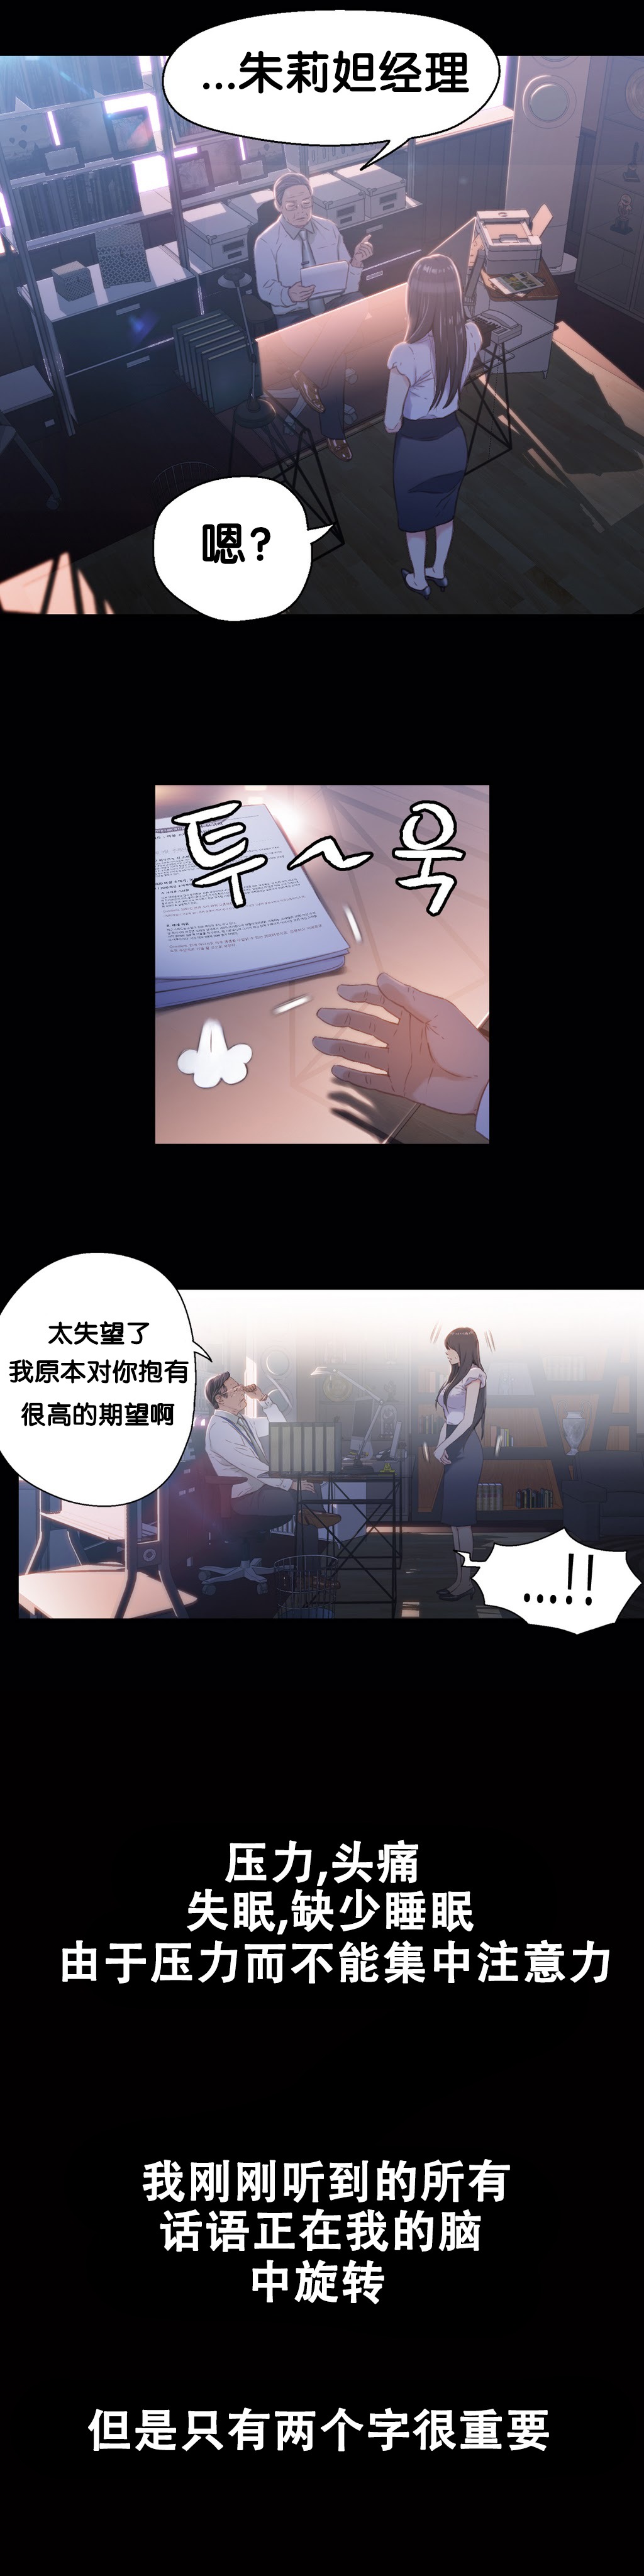 ...朱莉妲经理
嗯?
투~욱
太失望了
我原本对你抱有
很高的期望啊
...!!
压力,头痛
失眠,缺少睡眠
由于压力而不能集中注意力
我刚刚听到的所有
话语正在我的脑
中旋转
但是只有两个字很重要